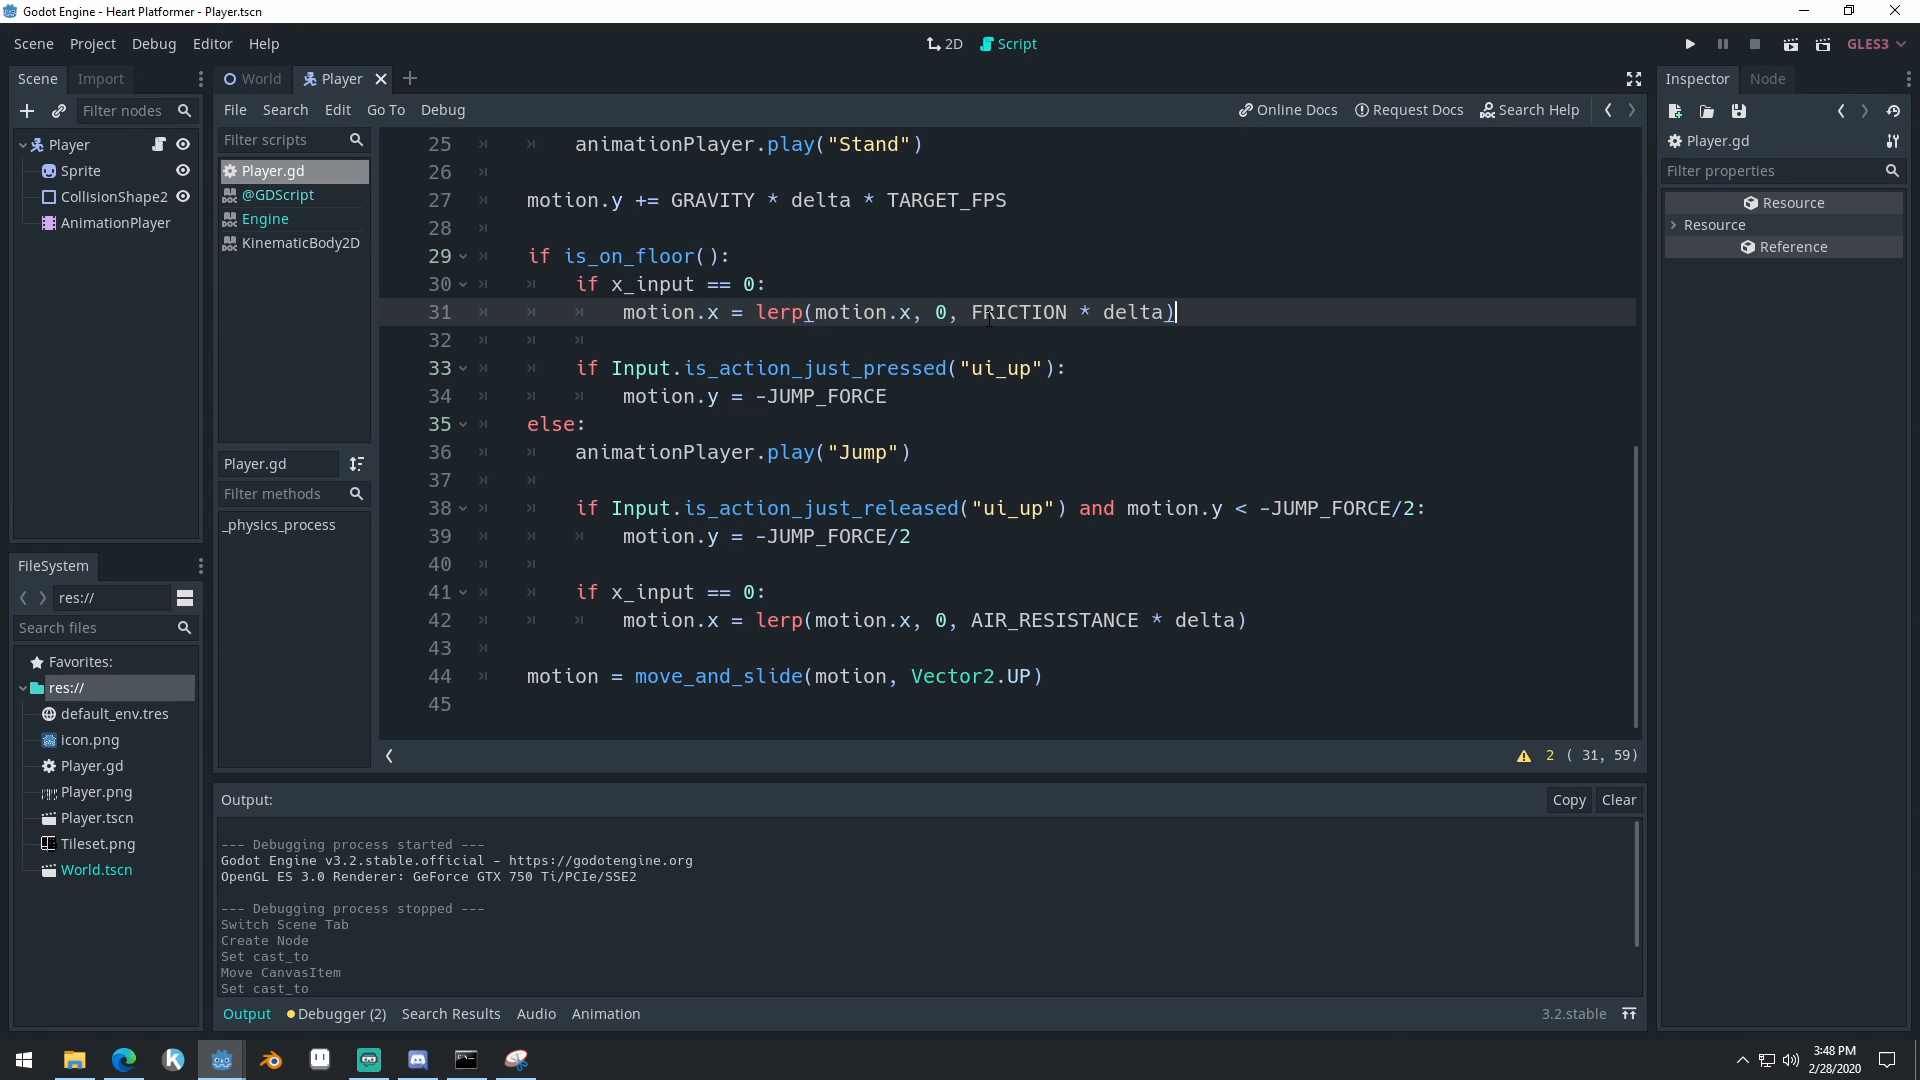 Godot Engine - Heart Platformer - Player.tscn
Scene Project Debug Editor Help
2D Script
GLES3
Scene Import
Filter nodes
Player
Sprite
CollisionShape2
AnimationPlayer
World Player
File Search Edit Go To Debug
Online Docs Request Docs Search Help
Filter scripts
Player.gd
@GDScript
Engine
KinematicBody2D
Player.gd
Filter methods
_physics_process
25 animationPlayer.play("Stand")
26
27 motion.y += GRAVITY * delta * TARGET_FPS
28
29 if is_on_floor():
30 if x_input == 0:
31 motion.x = lerp(motion.x, 0, FRICTION * delta)
32
33 if Input.is_action_just_pressed("ui_up"):
34 motion.y = -JUMP_FORCE
35 else:
36 animationPlayer.play("Jump")
37
38 if Input.is_action_just_released("ui_up") and motion.y < -JUMP_FORCE/2:
39 motion.y = -JUMP_FORCE/2
40
41 if x_input == 0:
42 motion.x = lerp(motion.x, 0, AIR_RESISTANCE * delta)
43
44 motion = move_and_slide(motion, Vector2.UP)
45
2 ( 31, 59)
Inspector Node
Player.gd
Filter properties
Resource
Resource
Reference
FileSystem
res://
Search files
Favorites:
res://
default_env.tres
icon.png
Player.gd
Player.png
Player.tscn
Tileset.png
World.tscn
Output:
Copy Clear
--- Debugging process started ---
Godot Engine v3.2.stable.official - https://godotengine.org
OpenGL ES 3.0 Renderer: GeForce GTX 750 Ti/PCIe/SSE2
--- Debugging process stopped ---
Switch Scene Tab
Create Node
Set cast_to
Move CanvasItem
Set cast_to
Output Debugger (2) Search Results Audio Animation
3.2.stable
3:48 PM
2/28/2020